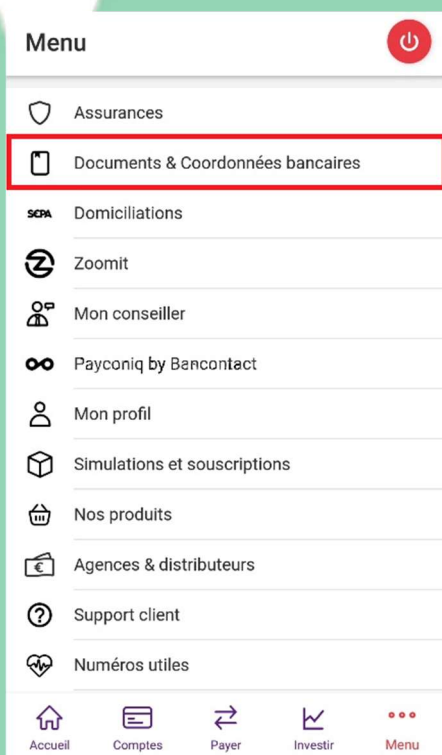 Menu
Assurances
Documents & Coordonnées bancaires
SCPA Domiciliations
Zoomit
Mon conseiller
Payconiq by Bancontact
Mon profil
Simulations et souscriptions
Nos produits
Agences & distributeurs
Support client
Numéros utiles
Accueil Comptes Payer Investir Menu